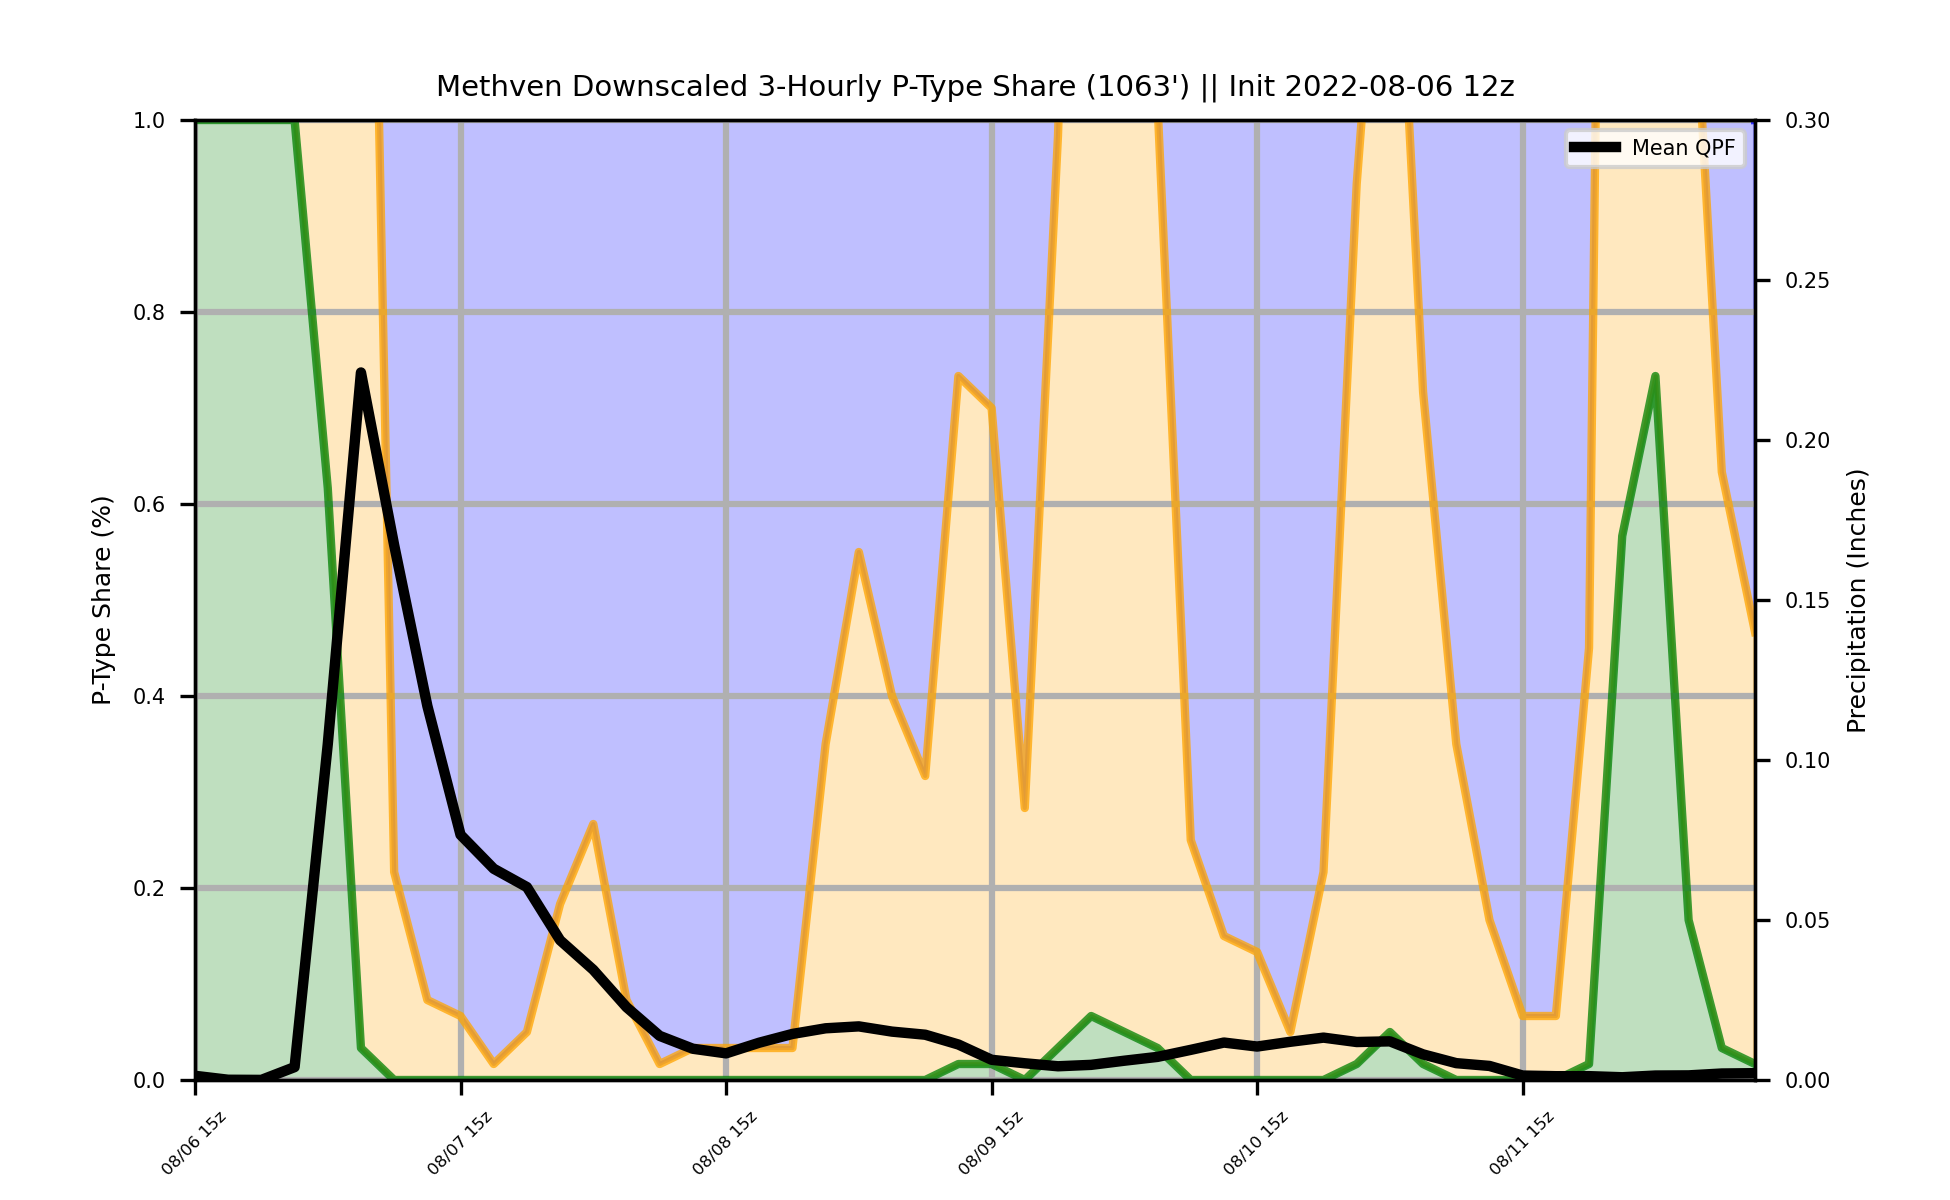 Methven Downscaled 3-Hourly P-Type Share (1063') || Init 2022-08-06 12z
Mean QPF
P-Type Share (%)
1.0
0.8
0.6
0.4
0.2
0.0
0.30
0.25
0.20
0.15
0.10
0.05
0.00
Precipitation (Inches)
08/06 15z
08/07 15z
08/08 15z
08/09 15z
08/10 15z
08/11 15z